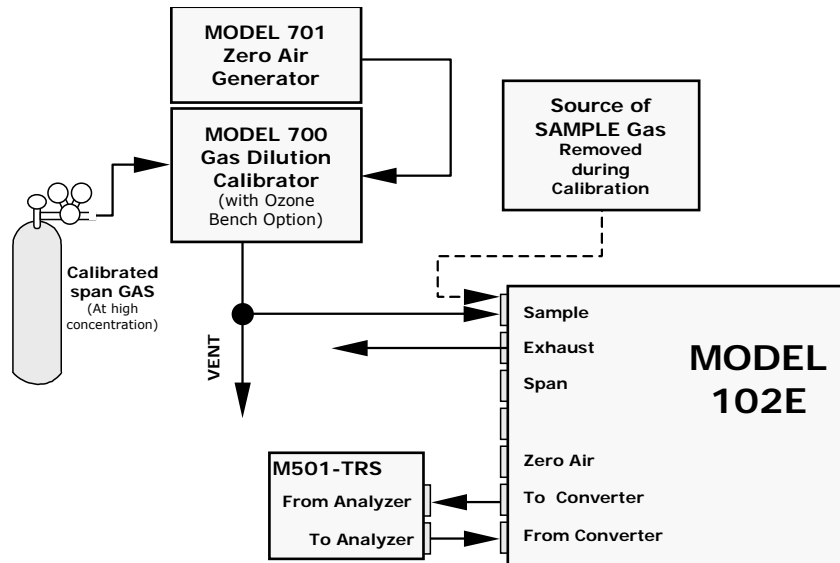 MODEL 701
Zero Air
Generator
MODEL 700
Gas Dilution
Calibrator
(with Ozone
Bench Option)
Source of
SAMPLE Gas
Removed
during
Calibration
Calibrated
span GAS
(At high
concentration)
VENT
Sample
Exhaust
Span
Zero Air
To Converter
From Converter
MODEL
102E
M501-TRS
From Analyzer
To Analyzer